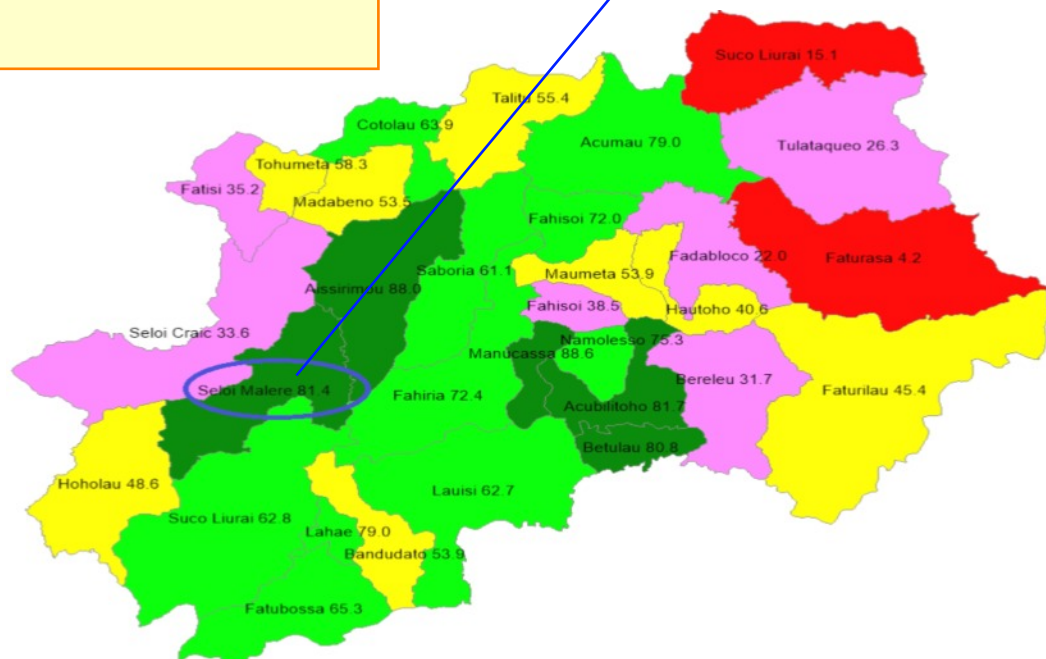 Suco Liurai 15.1
Talitu 55.4
Cotolau 63.9
Acumau 79.0
Tulataqueo 26.3
Tohumeta 58.3
Fatisi 35.2
Madabeno 53.5
Fahisoi 72.0
Fadabloco 22.0
Faturasa 4.2
Saboria 61.1
Maumeta 53.9
Aissirimou 88.0
Fahisoi 38.5
Hautoho 40.6
Seloi Craic 33.6
Namolesso 75.3
Manucassa 88.6
Bereleu 31.7
Seloi Malere 81.4
Fahiria 72.4
Faturilau 45.4
Acubilitoho 81.7
Betulau 80.8
Hoholau 48.6
Lauisi 62.7
Suco Liurai 62.8
Lahae 79.0
Bandudato 53.9
Fatubossa 65.3